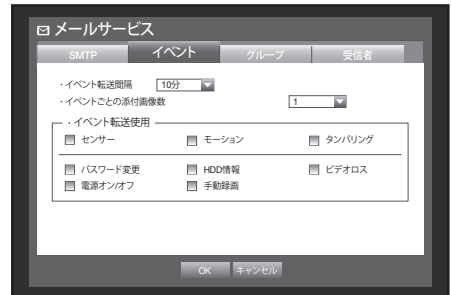 メールサービス
SMTP イベント グループ 受信者
・イベント転送間隔 10分
・イベントごとの添付画像数 1
・イベント転送使用
センサー モーション タンパリング
パスワード変更 HDD情報 ビデオロス
電源オン/オフ 手動録画
OK キャンセル